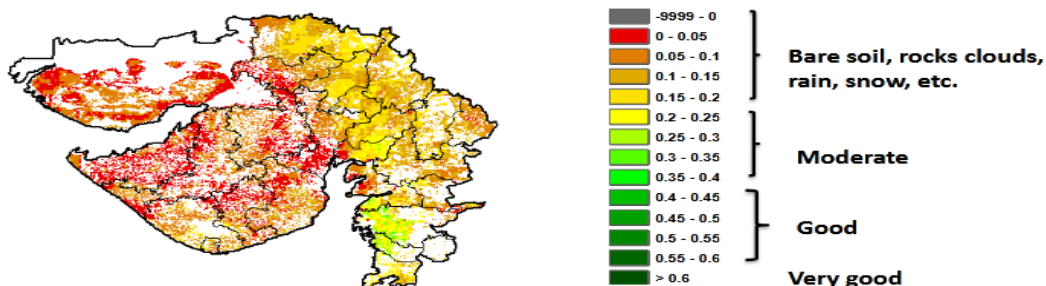 -9999 - 0
0 - 0.05
0.05 - 0.1
0.1 - 0.15
0.15 - 0.2
0.2 - 0.25
0.25 - 0.3
0.3 - 0.35
0.35 - 0.4
0.4 - 0.45
0.45 - 0.5
0.5 - 0.55
0.55 - 0.6
> 0.6
Bare soil, rocks clouds,
rain, snow, etc.
Moderate
Good
Very good